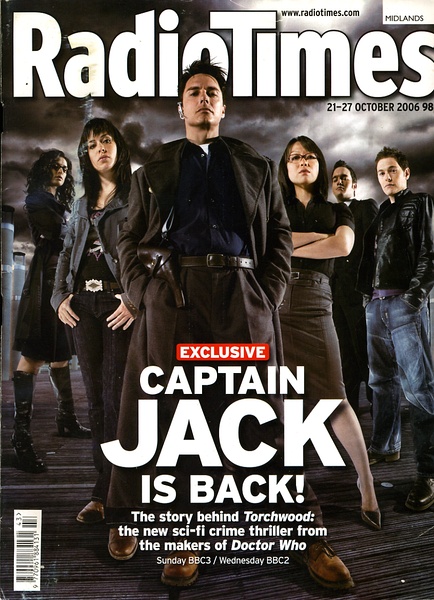 www.radiotimes.com
MIDLANDS
RadioTimes
21–27 OCTOBER 2006 98
EXCLUSIVE
CAPTAIN
JACK
IS BACK!
The story behind Torchwood:
the new sci-fi crime thriller from
the makers of Doctor Who
Sunday BBC3 / Wednesday BBC2
43>